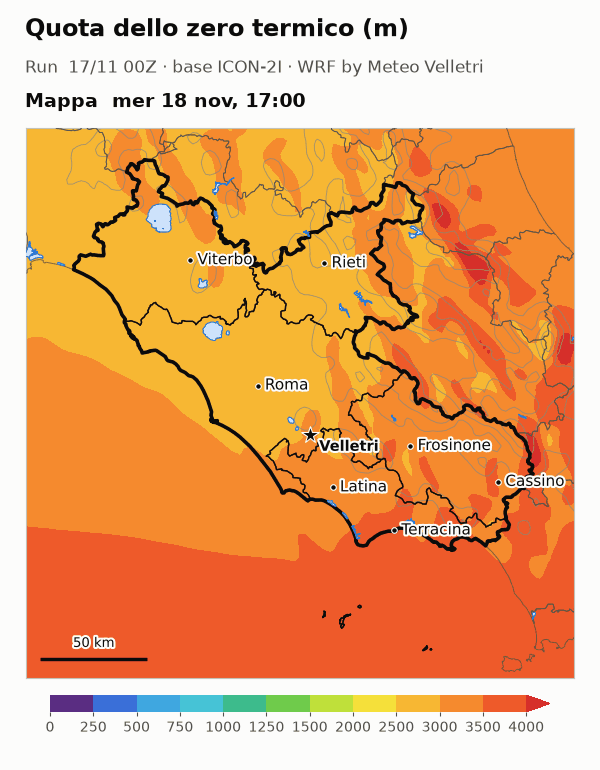 Quota dello zero termico (m)
Run  17/11 00Z · base ICON-2I · WRF by Meteo Velletri
Mappa  mer 18 nov, 17:00
Viterbo
Rieti
Roma
Velletri
Frosinone
Latina
Cassino
Terracina
50 km
0 250 500 750 1000 1250 1500 2000 2500 3000 3500 4000